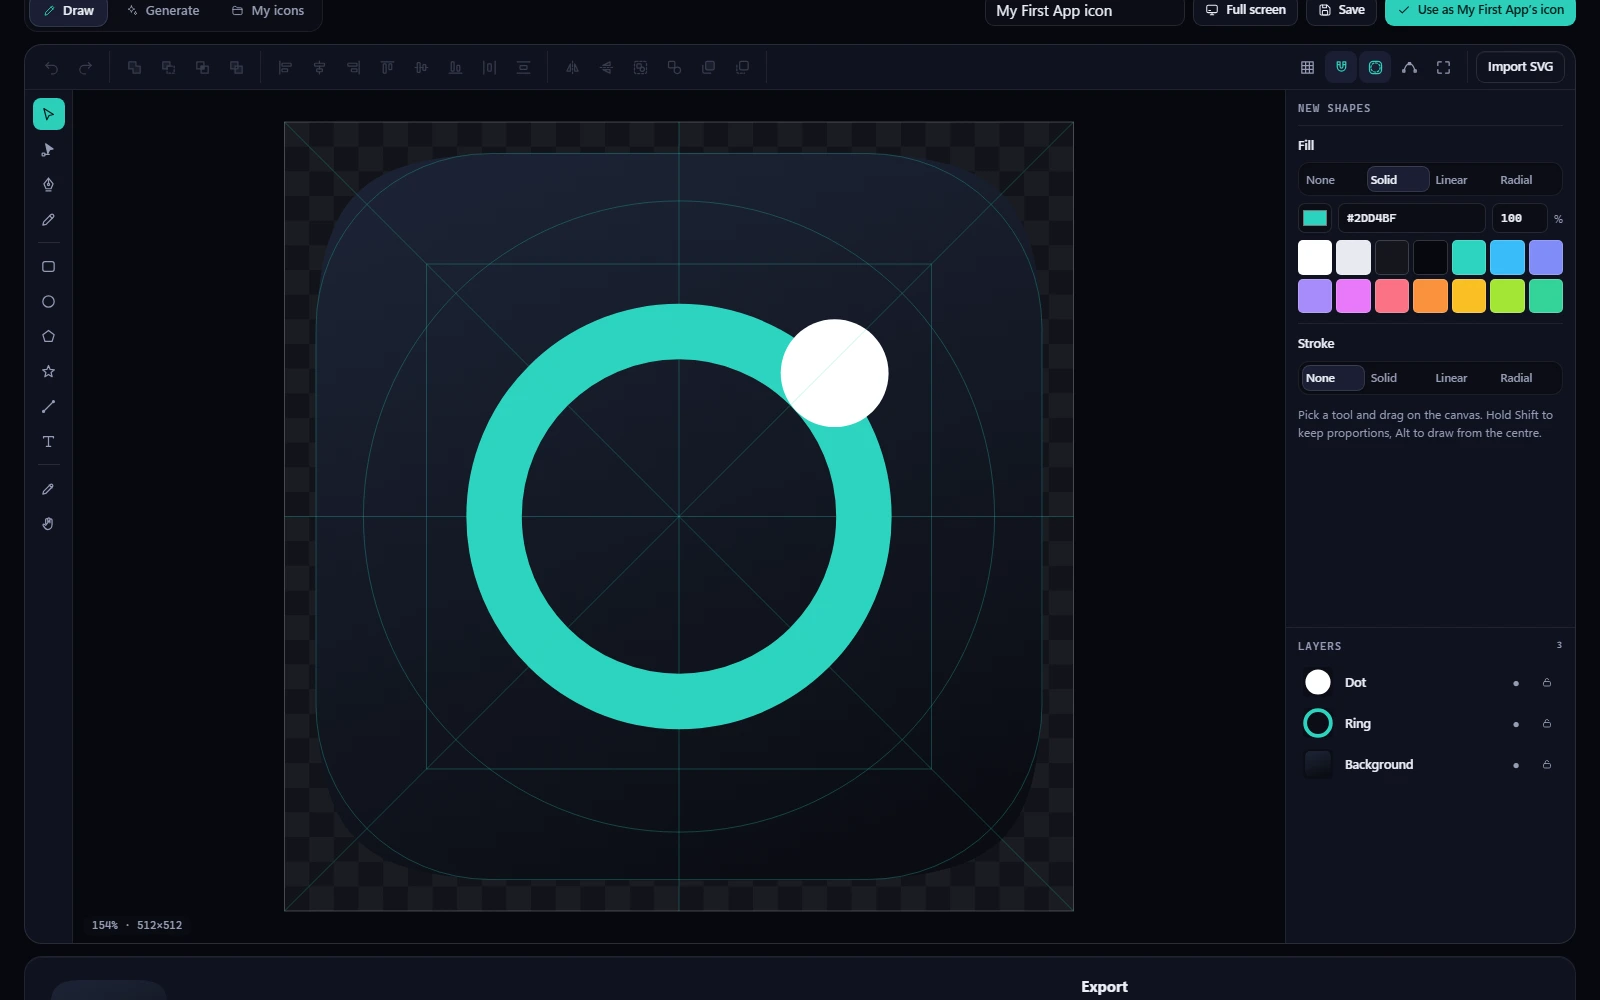 Draw Generate My icons My First App icon Full screen Save Use as My First App's icon
Import SVG
NEW SHAPES
Fill
None Solid Linear Radial
#2DD4BF 100 %
Stroke
None Solid Linear Radial
Pick a tool and drag on the canvas. Hold Shift to
keep proportions, Alt to draw from the centre.
LAYERS 3
Dot
Ring
Background
154% · 512×512
Export